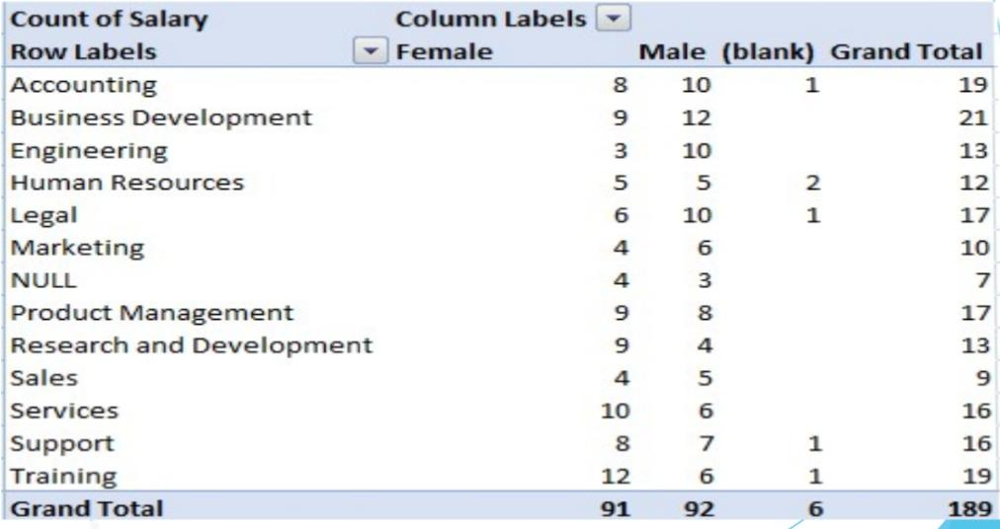 Count of Salary Column Labels
Row Labels Female Male (blank) Grand Total
Accounting 8 10 1 19
Business Development 9 12 21
Engineering 3 10 13
Human Resources 5 5 2 12
Legal 6 10 1 17
Marketing 4 6 10
NULL 4 3 7
Product Management 9 8 17
Research and Development 9 4 13
Sales 4 5 9
Services 10 6 16
Support 8 7 1 16
Training 12 6 1 19
Grand Total 91 92 6 189